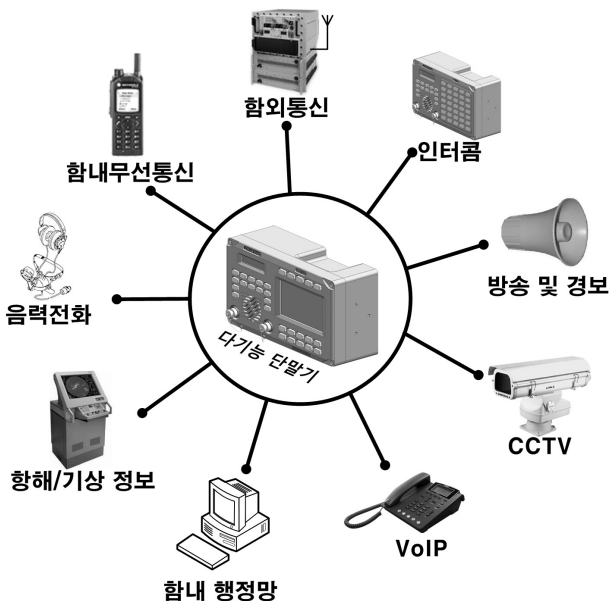 함외통신
인터콤
함내무선통신
방송 및 경보
음력전화
다기능 단말기
CCTV
항해/기상 정보
VoIP
함내 행정망